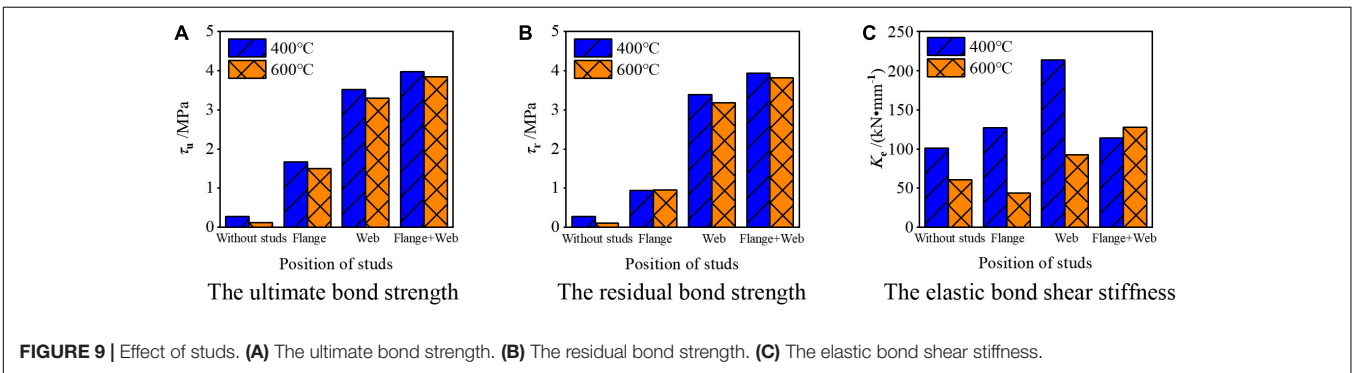 A
5
4
3
2
1
0
τu /MPa
400℃
600℃
Without studs Flange Web Flange+Web
Position of studs
The ultimate bond strength
B
5
4
3
2
1
0
τr /MPa
400℃
600℃
Without studs Flange Web Flange+Web
Position of studs
The residual bond strength
C
250
200
150
100
50
0
Ke /(kN•mm-1)
400℃
600℃
Without studs Flange Web Flange+Web
Position of studs
The elastic bond shear stiffness
FIGURE 9 | Effect of studs. (A) The ultimate bond strength. (B) The residual bond strength. (C) The elastic bond shear stiffness.